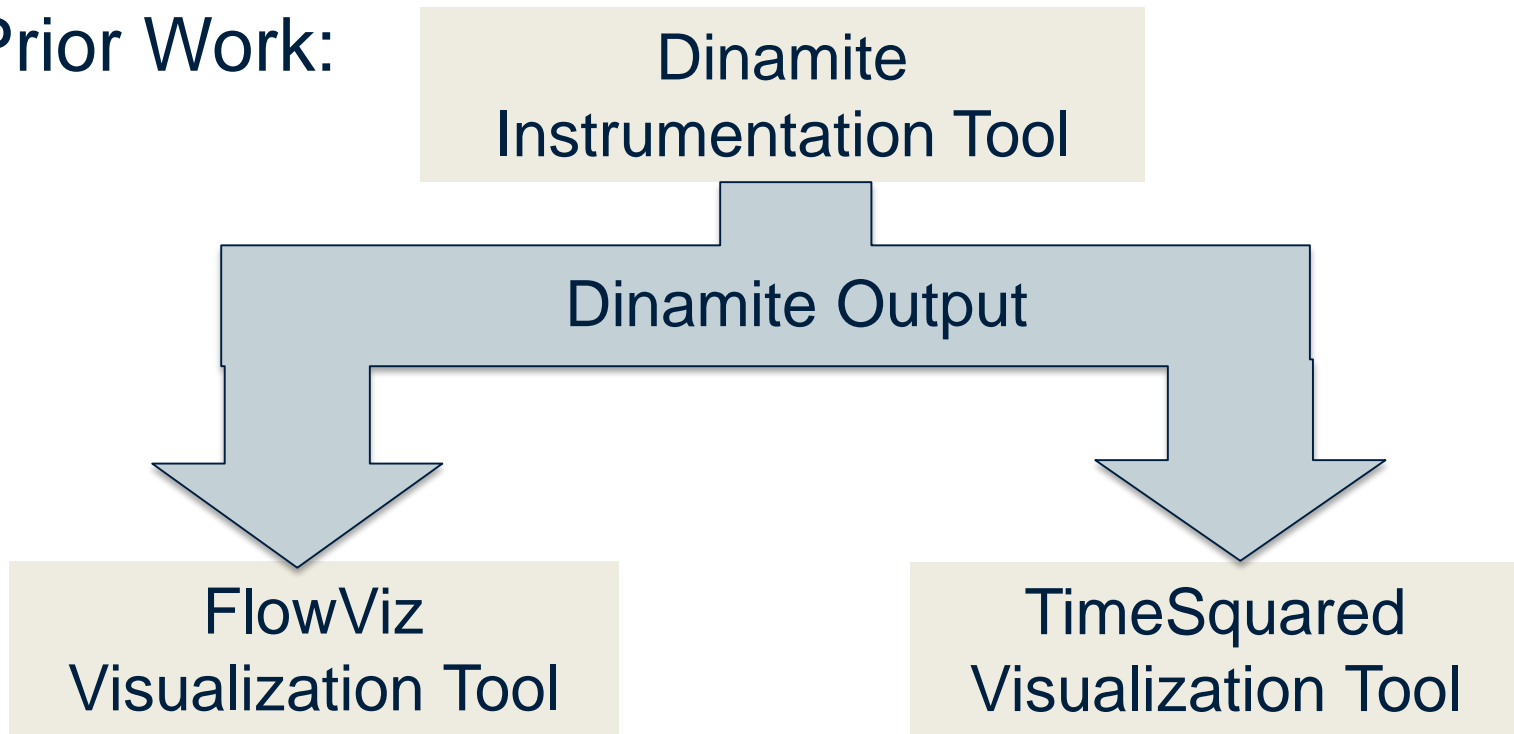 Prior Work:
Dinamite
Instrumentation Tool
Dinamite Output
FlowViz
Visualization Tool
TimeSquared
Visualization Tool